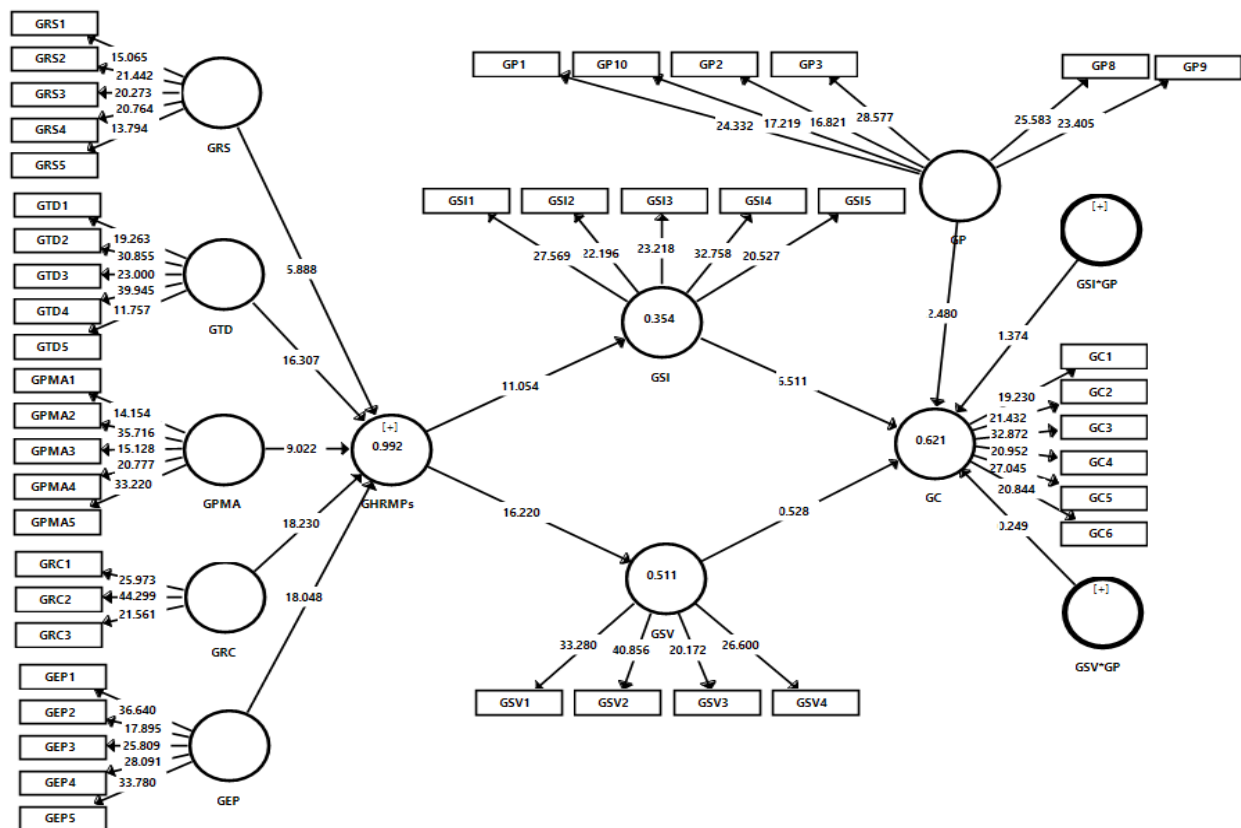 GRS1
15.065
GRS2
21.442
GRS3
20.273
20.764
GRS4
13.794
GRS5
GRS
GTD1
19.263
GTD2
30.855
GTD3
23.000
39.945
GTD4
11.757
GTD5
GTD
GPMA1
14.154
GPMA2
35.716
GPMA3
15.128
20.777
GPMA4
33.220
GPMA5
GPMA
GRC1
25.973
GRC2
44.299
21.561
GRC3
GRC
GEP1
36.640
GEP2
17.895
GEP3
25.809
28.091
GEP4
33.780
GEP5
GEP
5.888
16.307
9.022
18.230
18.048
[+]
0.992
GHRMPs
11.054
16.220
GSI1 GSI2 GSI3 GSI4 GSI5
27.569 22.196 23.218 32.758 20.527
0.354
GSI
0.511
GSV
33.280 40.856 20.172 26.600
GSV1 GSV2 GSV3 GSV4
GP1 GP10 GP2 GP3 GP8 GP9
24.332 17.219 16.821 28.577 25.583 23.405
GP
2.480
5.511
0.528
[+]
GSI*GP
1.374
0.621
GC
GC1
19.230
GC2
21.432
GC3
32.872
20.952
GC4
27.045
GC5
20.844
GC6
0.249
[+]
GSV*GP